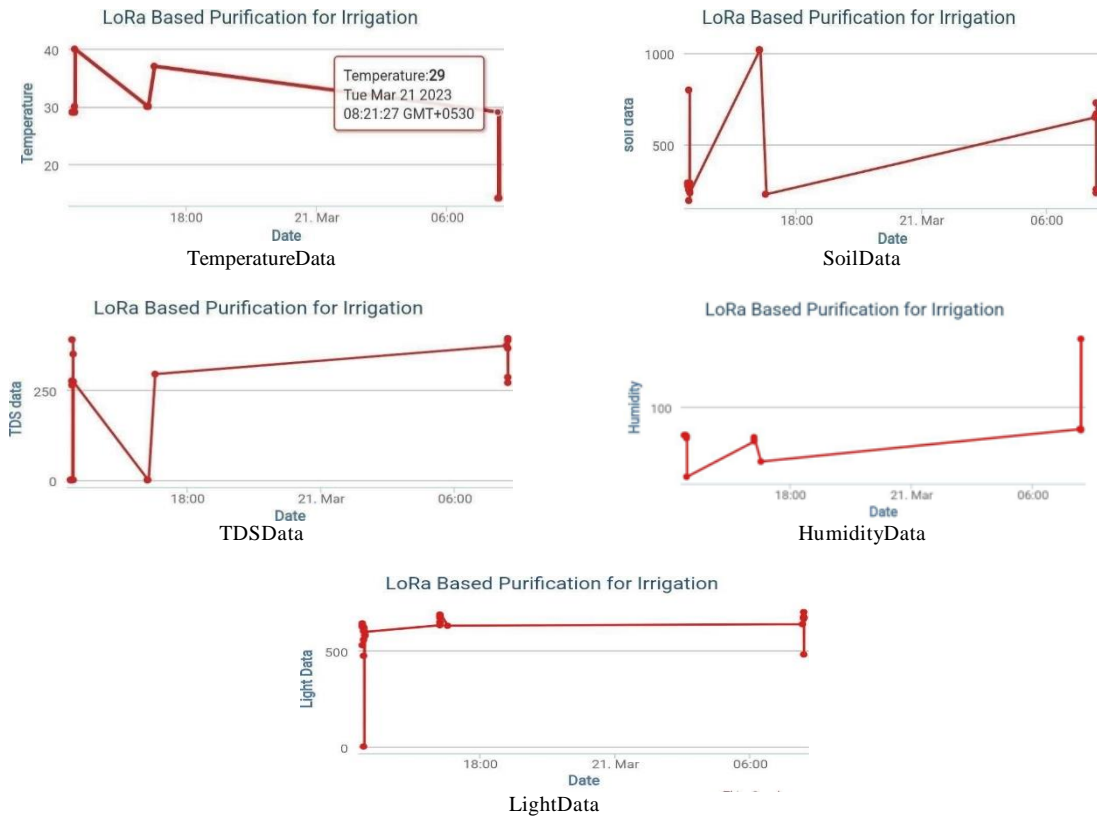 LoRa Based Purification for Irrigation
40
30
20
Temperature
Temperature:29
Tue Mar 21 2023
08:21:27 GMT+0530
18:00
21. Mar
06:00
Date
TemperatureData
LoRa Based Purification for Irrigation
1000
500
soil data
18:00
21. Mar
06:00
Date
SoilData
LoRa Based Purification for Irrigation
250
0
TDS data
18:00
21. Mar
06:00
Date
TDSData
LoRa Based Purification for Irrigation
100
Humidity
18:00
21. Mar
06:00
Date
HumidityData
LoRa Based Purification for Irrigation
500
0
Light Data
18:00
21. Mar
06:00
Date
LightData